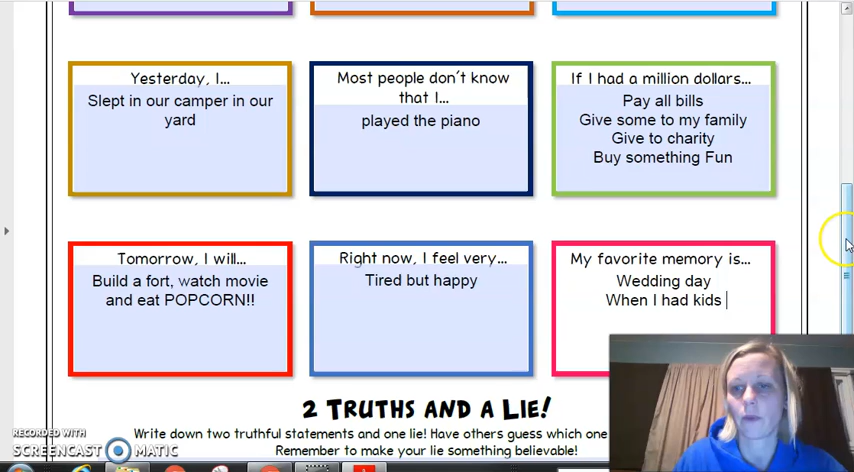 Yesterday, I...
Slept in our camper in our
yard
Most people don't know
that I...
played the piano
If I had a million dollars...
Pay all bills
Give some to my family
Give to charity
Buy something Fun
Tomorrow, I will...
Build a fort, watch movie
and eat POPCORN!!
Right now, I feel very...
Tired but happy
My favorite memory is...
Wedding day
When I had kids
2 TRUTHS AND A LIE!
Write down two truthful statements and one lie! Have others guess which one
Remember to make your lie something believable!
RECORDED WITH
SCREENCAST MATIC